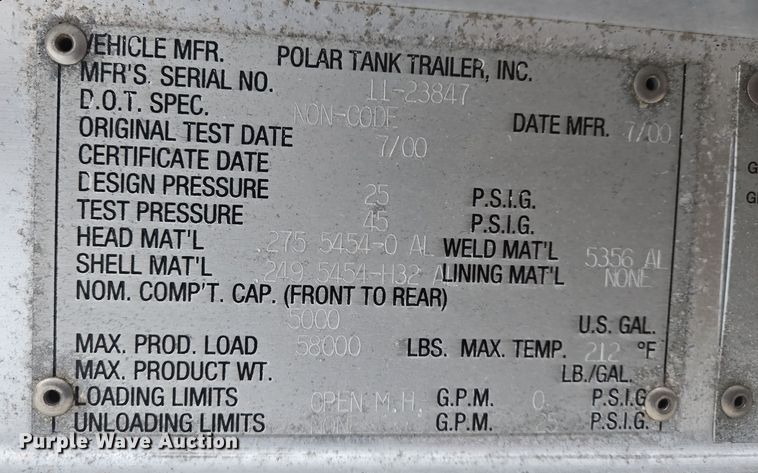 VEHICLE MFR. POLAR TANK TRAILER, INC.
MFR'S. SERIAL NO. 11-23847
D.O.T. SPEC. NON-CODE DATE MFR. 7/00
ORIGINAL TEST DATE 7/00
CERTIFICATE DATE
DESIGN PRESSURE 25 P.S.I.G.
TEST PRESSURE 45 P.S.I.G.
HEAD MAT'L .275 5454-0 AL WELD MAT'L 5356 AL
SHELL MAT'L .249 5454-H32 A LINING MAT'L NONE
NOM. COMP'T. CAP. (FRONT TO REAR)
5000 U.S. GAL.
MAX. PROD. LOAD 58000 LBS. MAX. TEMP. 212 °F
MAX. PRODUCT WT. LB./GAL.
LOADING LIMITS OPEN M.H. G.P.M. 0 P.S.I.G
UNLOADING LIMITS G.P.M. P.S.I.G.
Purple Wave Auction